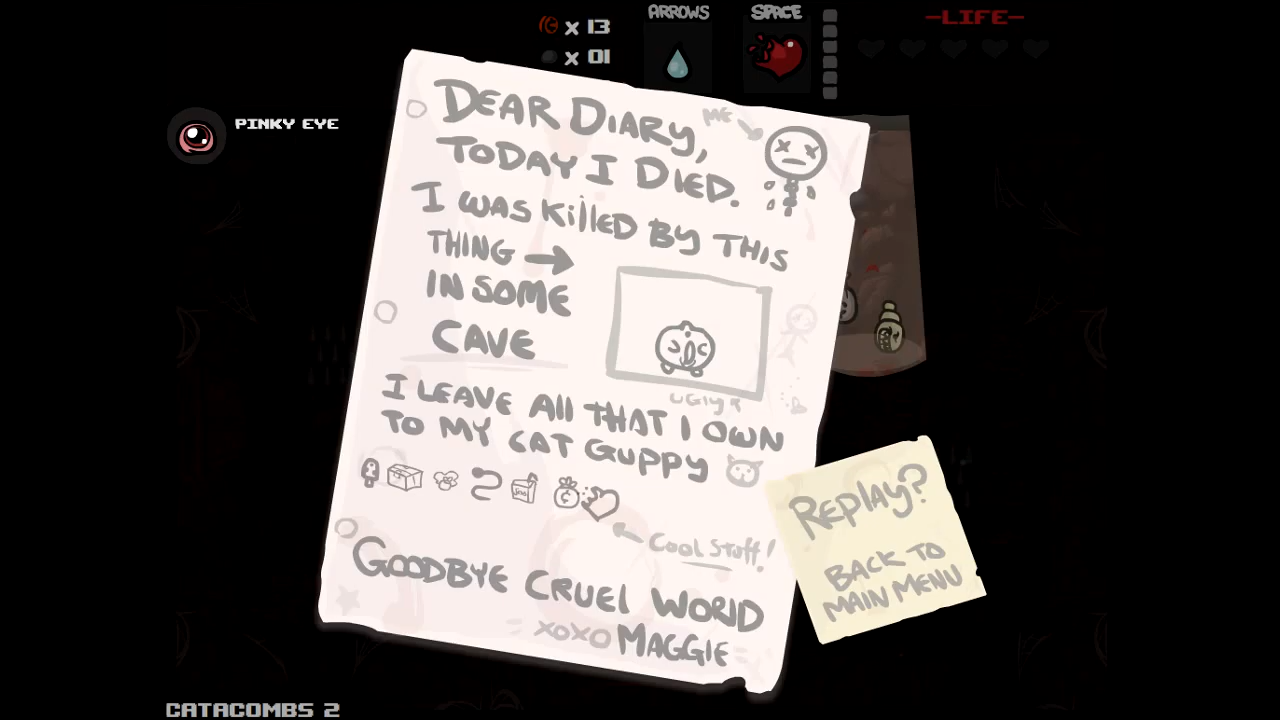 ARROWS
SPACE
-LIFE-
x 13
x 01
PINKY EYE
DEAR DIARY,
ME
TODAY I DIED.
I WAS KillED BY THIS
THING
IN SOME
CAVE
UGLY
I LEAVE All THAT I OWN
TO MY CAT GUPPY
COOL STUFF!
GOODBYE CRUEL WORLD
XOXO MAGGIE
REPLAY?
BACK TO
MAIN MENU
CATACOMBS 2